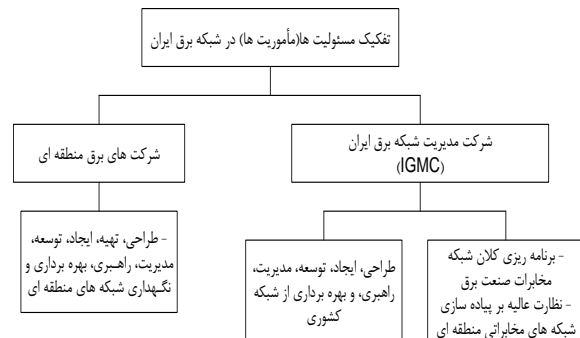 تفکیک مسئولیت ها(مأموریت ها) در شبکه برق ایران
شرکت مدیریت شبکه برق ایران
(IGMC)
شرکت های برق منطقه ای
- برنامه ریزی کلان شبکه
مخابرات صنعت برق
- نظارت عالیه بر پیاده سازی
شبکه های مخابراتی منطقه ای
طراحی، ایجاد، توسعه، مدیریت،
راهبری، و بهره برداری از شبکه
کشوری
- طراحی، تهیه، ایجاد، توسعه،
مدیریت، راهبری، بهره برداری و
نگهداری شبکه های منطقه ای